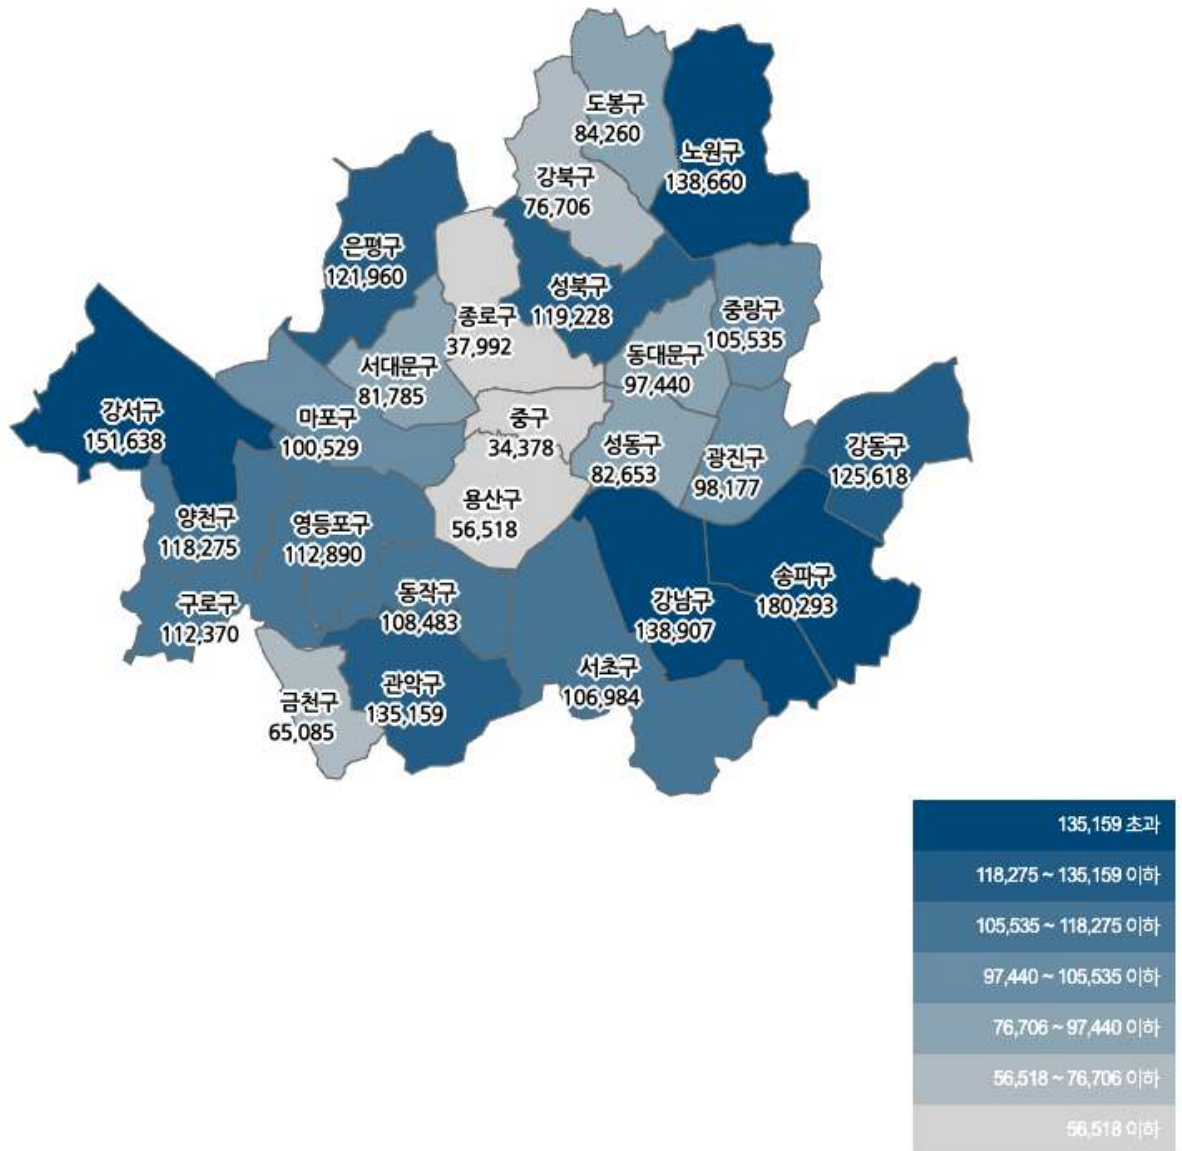 도봉구
84,260
노원구
138,660
강북구
76,706
은평구
121,960
성북구
119,228
중랑구
105,535
종로구
37,992
동대문구
97,440
서대문구
81,785
강서구
151,638
마포구
100,529
중구
34,378
성동구
82,653
광진구
98,177
강동구
125,618
용산구
56,518
양천구
118,275
영등포구
112,890
송파구
180,293
동작구
108,483
강남구
138,907
구로구
112,370
서초구
106,984
관악구
135,159
금천구
65,085
135,159 초과
118,275 ~ 135,159 이하
105,535 ~ 118,275 이하
97,440 ~ 105,535 이하
76,706 ~ 97,440 이하
56,518 ~ 76,706 이하
56,518 이하